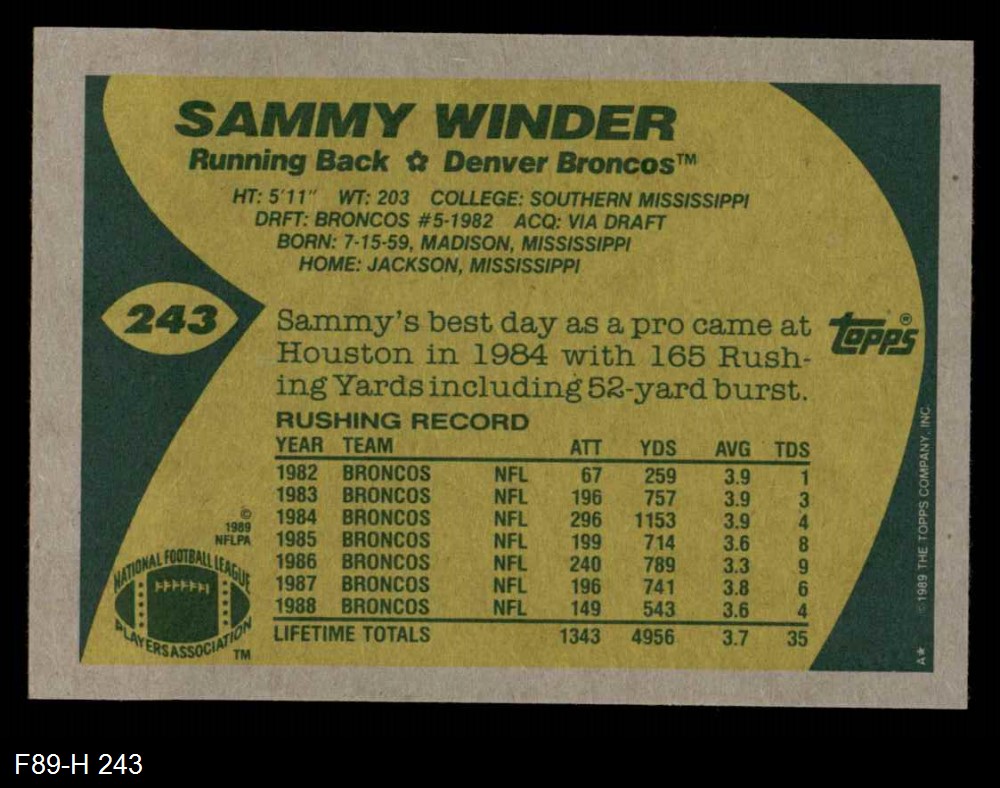 SAMMY WINDER
Running Back ✿ Denver Broncos™
HT: 5'11" WT: 203 COLLEGE: SOUTHERN MISSISSIPPI
DRFT: BRONCOS #5-1982 ACQ: VIA DRAFT
BORN: 7-15-59, MADISON, MISSISSIPPI
HOME: JACKSON, MISSISSIPPI
243
Sammy's best day as a pro came at
Houston in 1984 with 165 Rush-
ing Yards including 52-yard burst.
topps®
RUSHING RECORD
YEAR TEAM ATT YDS AVG TDS
1982 BRONCOS NFL 67 259 3.9 1
1983 BRONCOS NFL 196 757 3.9 3
1984 BRONCOS NFL 296 1153 3.9 4
1985 BRONCOS NFL 199 714 3.6 8
1986 BRONCOS NFL 240 789 3.3 9
1987 BRONCOS NFL 196 741 3.8 6
1988 BRONCOS NFL 149 543 3.6 4
LIFETIME TOTALS 1343 4956 3.7 35
©
1989
NFLPA
NATIONAL FOOTBALL LEAGUE
PLAYERS ASSOCIATION
TM
A* ©1989 THE TOPPS COMPANY, INC.
F89-H 243